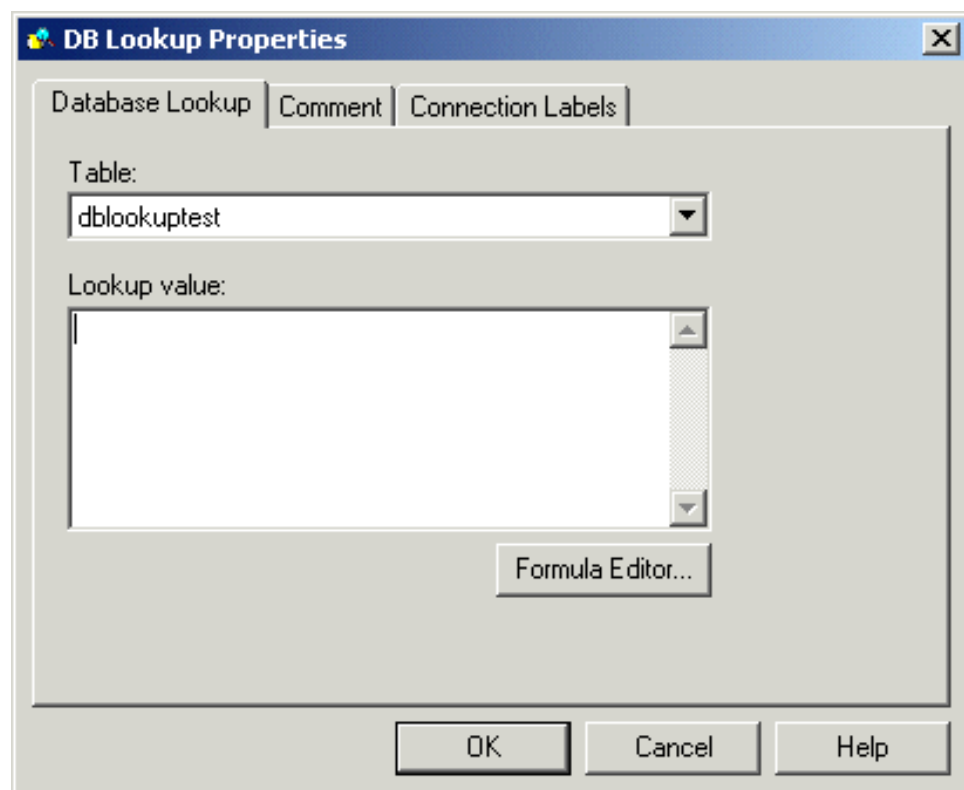 DB Lookup Properties
Database Lookup Comment Connection Labels
Table:
dblookuptest
Lookup value:
Formula Editor...
OK Cancel Help